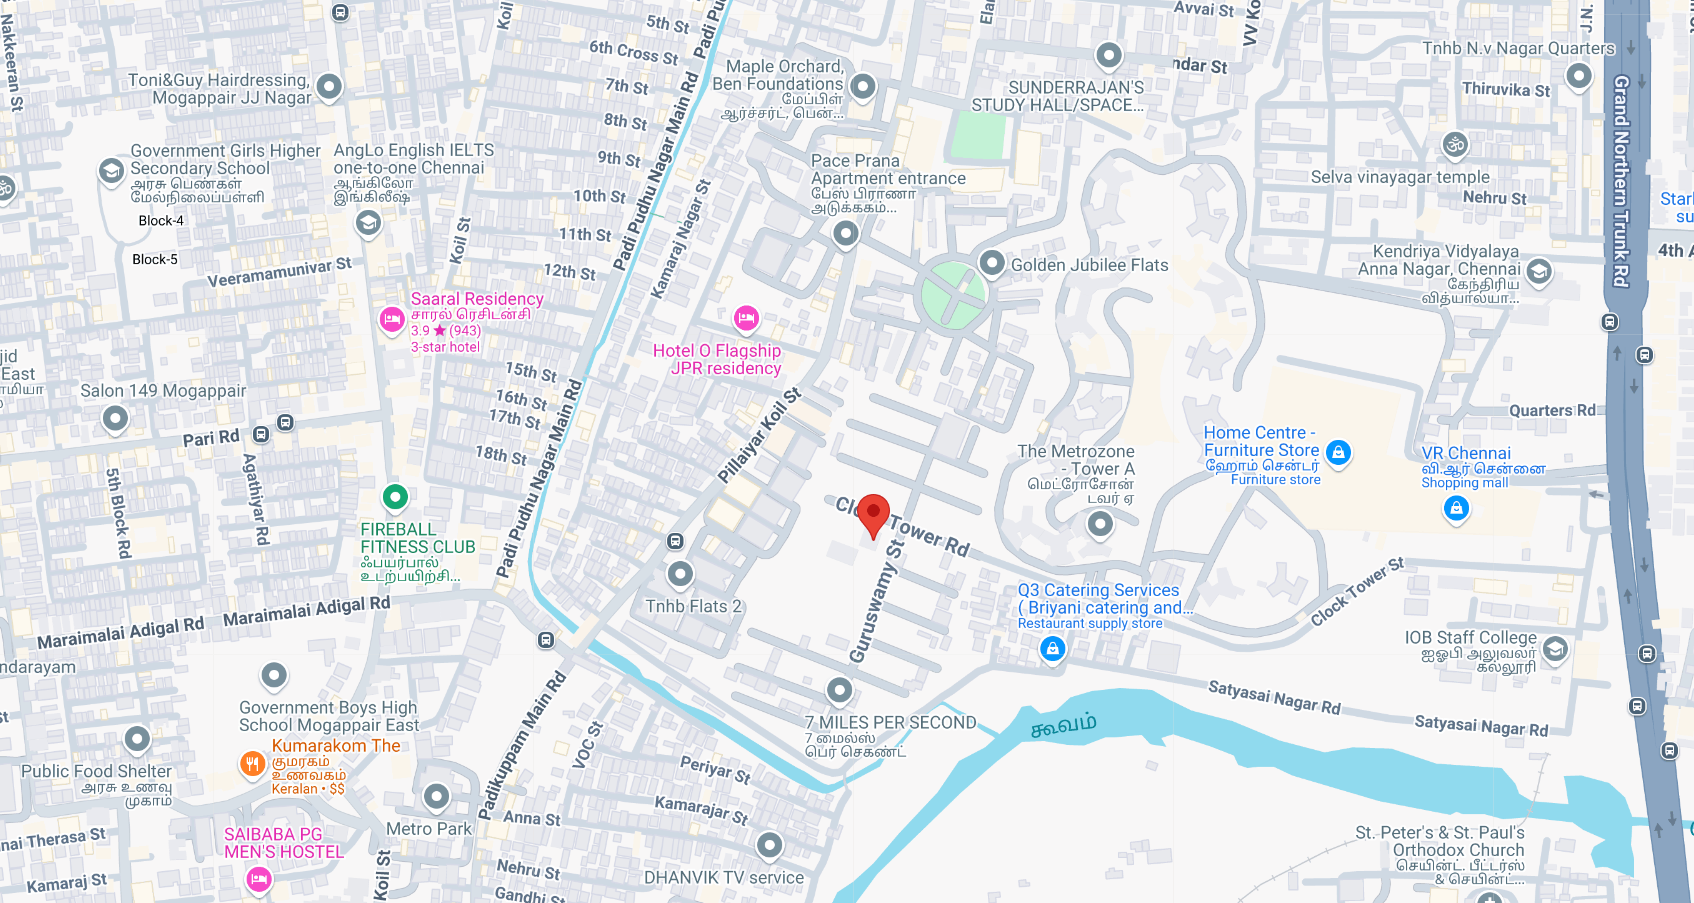 Nakkeeran St
Koil
5th St
6th Cross St
7th St
8th St
9th St
10th St
11th St
12th St
Padi Pudhu Nagar Main Rd
Kamaraj Nagar St
Toni&Guy Hairdressing,
Mogappair JJ Nagar
Government Girls Higher
Secondary School
அரசு பெண்கள்
மேல்நிலைப்பள்ளி
Block-4
Block-5
AngLo English IELTS
one-to-one Chennai
ஆங்கிலோ
இங்கிலீஷ்
Koil St
Veeramamunivar St
Maple Orchard,
Ben Foundations
மேப்பிள்
ஆர்ச்சர்ட், பென்...
Pace Prana
Apartment entrance
பேஸ் பிராணா
அடுக்ககம்...
SUNDERRAJAN'S
STUDY HALL/SPACE...
Avvai St
ndar St
VV Ko
J.N.
Tnhb N.v Nagar Quarters
Thiruvika St
Selva vinayagar temple
Nehru St
Grand Northern Trunk Rd
4th A
Kendriya Vidyalaya
Anna Nagar, Chennai
கேந்திரிய
வித்யாலயா...
Golden Jubilee Flats
Saaral Residency
சாரல் ரெசிடன்சி
3.9 ★ (943)
3-star hotel
Hotel O Flagship
JPR residency
jid
East
Salon 149 Mogappair
Pari Rd
15th St
16th St
17th St
18th St
Padi Pudhu Nagar Main Rd
Pillaiyar Koil St
5th Block Rd
Agathiyar Rd
FIREBALL
FITNESS CLUB
ஃபயர்பால்
உடற்பயிற்சி...
Quarters Rd
Home Centre -
Furniture Store
ஹோம் சென்டர்
Furniture store
VR Chennai
வி.ஆர் சென்னை
Shopping mall
The Metrozone
- Tower A
மெட்ரோசோன்
டவர் ஏ
Clock Tower Rd
Guruswamy St
Tnhb Flats 2
Q3 Catering Services
( Briyani catering and...
Restaurant supply store
Clock Tower St
IOB Staff College
ஐஓபி அலுவலர்
கல்லூரி
Maraimalai Adigal Rd
Maraimalai Adigal Rd
ndarayam
Satyasai Nagar Rd
Satyasai Nagar Rd
Government Boys High
School Mogappair East
Padikuppam Main Rd
VOC St
7 MILES PER SECOND
7 மைல்ஸ்
பெர் செகண்ட்
கூவம்
Kumarakom The
குமரகம்
உணவகம்
Keralan • $$
Public Food Shelter
அரசு உணவு
முகாம்
Periyar St
Kamarajar St
Anna St
Metro Park
nai Therasa St
SAIBABA PG
MEN'S HOSTEL
Kamaraj St
Koil St
Nehru St
Gandhi St
DHANVIK TV service
St. Peter's & St. Paul's
Orthodox Church
செயின்ட். பீட்டர்ஸ்
& செயின்ட்...